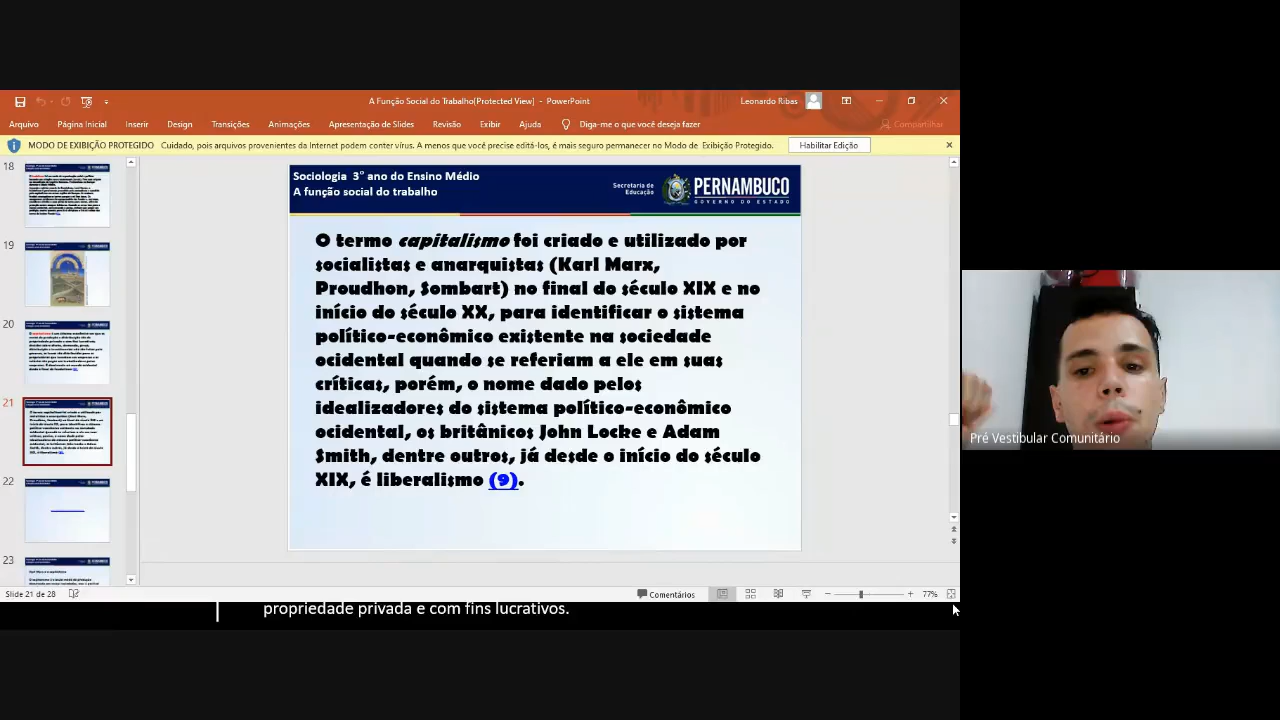 A Função Social do Trabalho[Protected View] - PowerPoint
Leonardo Ribas
Arquivo Página Inicial Inserir Design Transições Animações Apresentação de Slides Revisão Exibir Ajuda Diga-me o que você deseja fazer Compartilhar
MODO DE EXIBIÇÃO PROTEGIDO Cuidado, pois arquivos provenientes da Internet podem conter vírus. A menos que você precise editá-los, é mais seguro permanecer no Modo de Exibição Protegido. Habilitar Edição
18
19
20
21
22
23
Sociologia 3° ano do Ensino Médio
A função social do trabalho
Secretaria de
Educação
PERNAMBUCO
GOVERNO DO ESTADO
O termo capitalismo foi criado e utilizado por
socialistas e anarquistas (Karl Marx,
Proudhon, Sombart) no final do século XIX e no
início do século XX, para identificar o sistema
político-econômico existente na sociedade
ocidental quando se referiam a ele em suas
críticas, porém, o nome dado pelos
idealizadores do sistema político-econômico
ocidental, os britânicos John Locke e Adam
Smith, dentre outros, já desde o início do século
XIX, é liberalismo (9).
Pré Vestibular Comunitário
Slide 21 de 28
Comentários
77%
propriedade privada e com fins lucrativos.